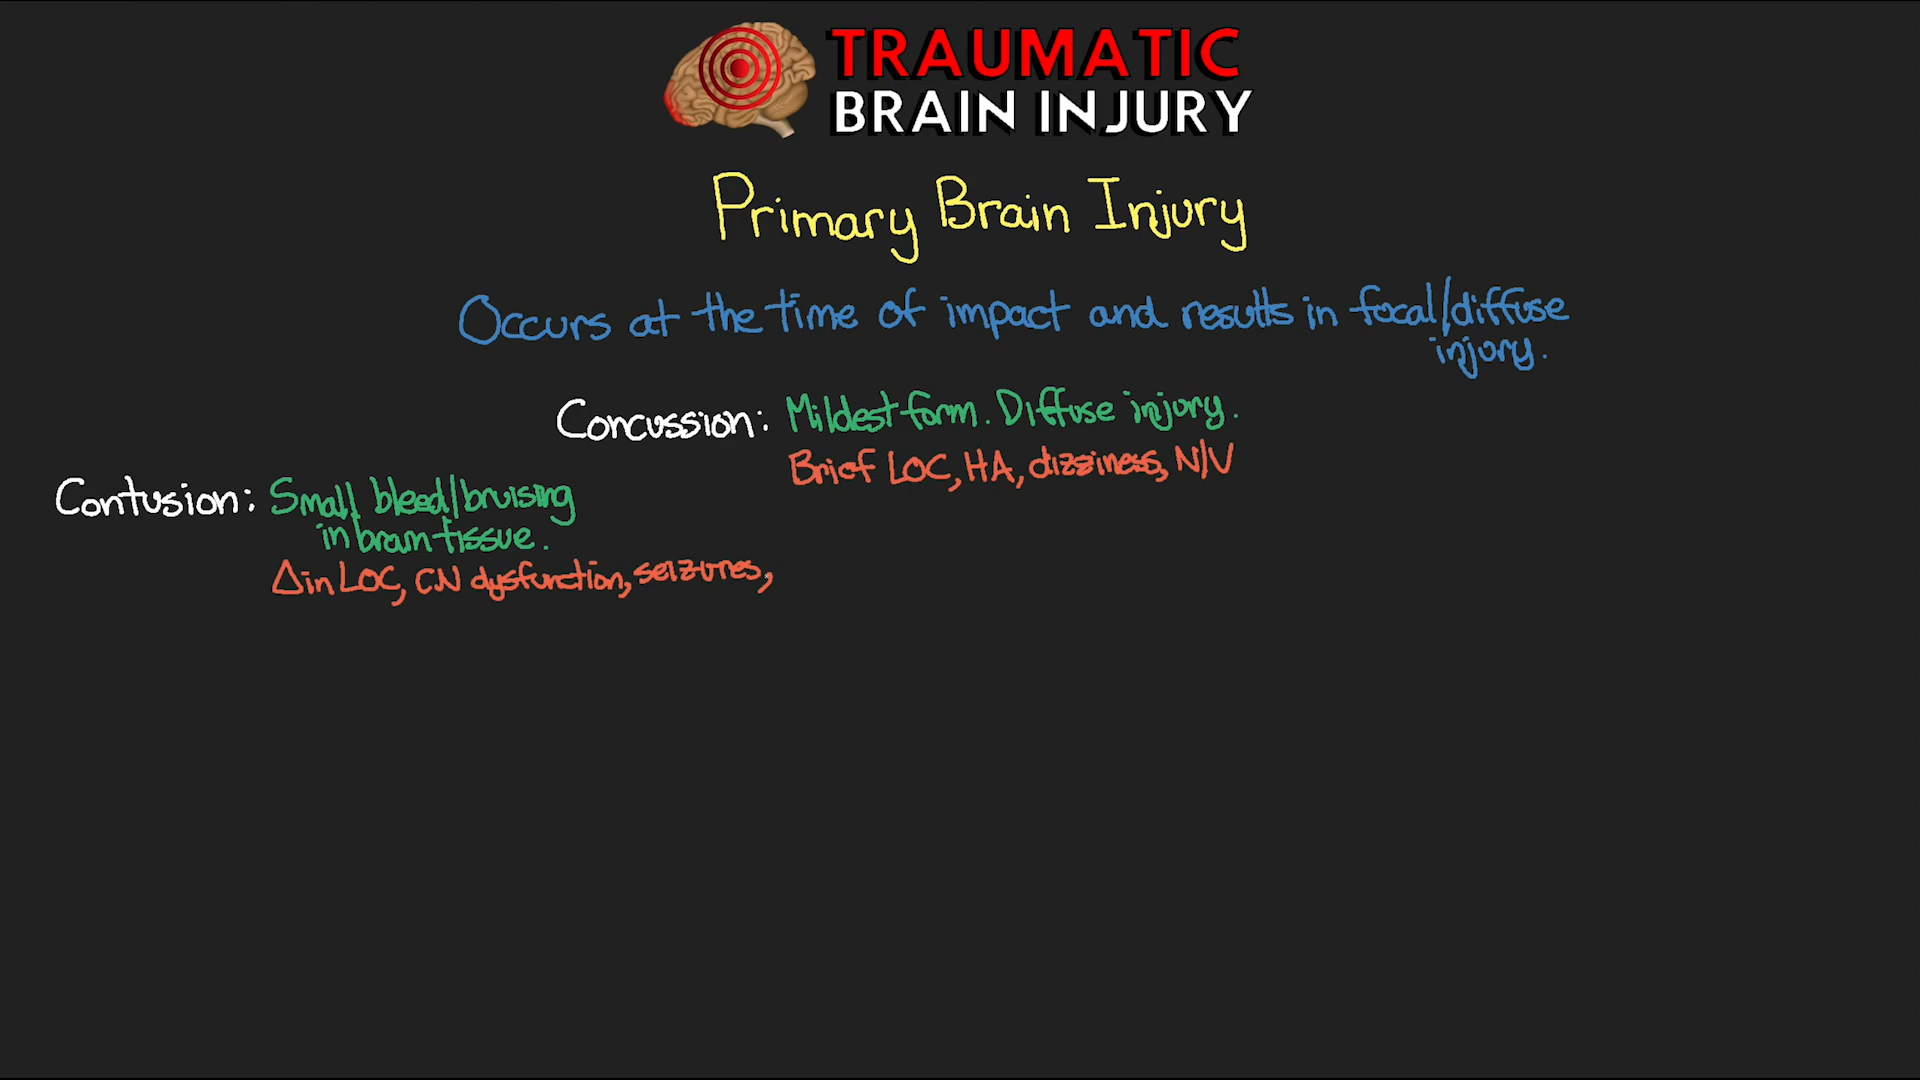 TRAUMATIC
BRAIN INJURY
Primary Brain Injury
Occurs at the time of impact and results in focal/diffuse
injury.
Concussion: Mildest form. Diffuse injury.
Brief LOC, HA, dizziness, N/V
Contusion: Small bleed/bruising
in brain tissue.
Δ in LOC, CN dysfunction, seizures,